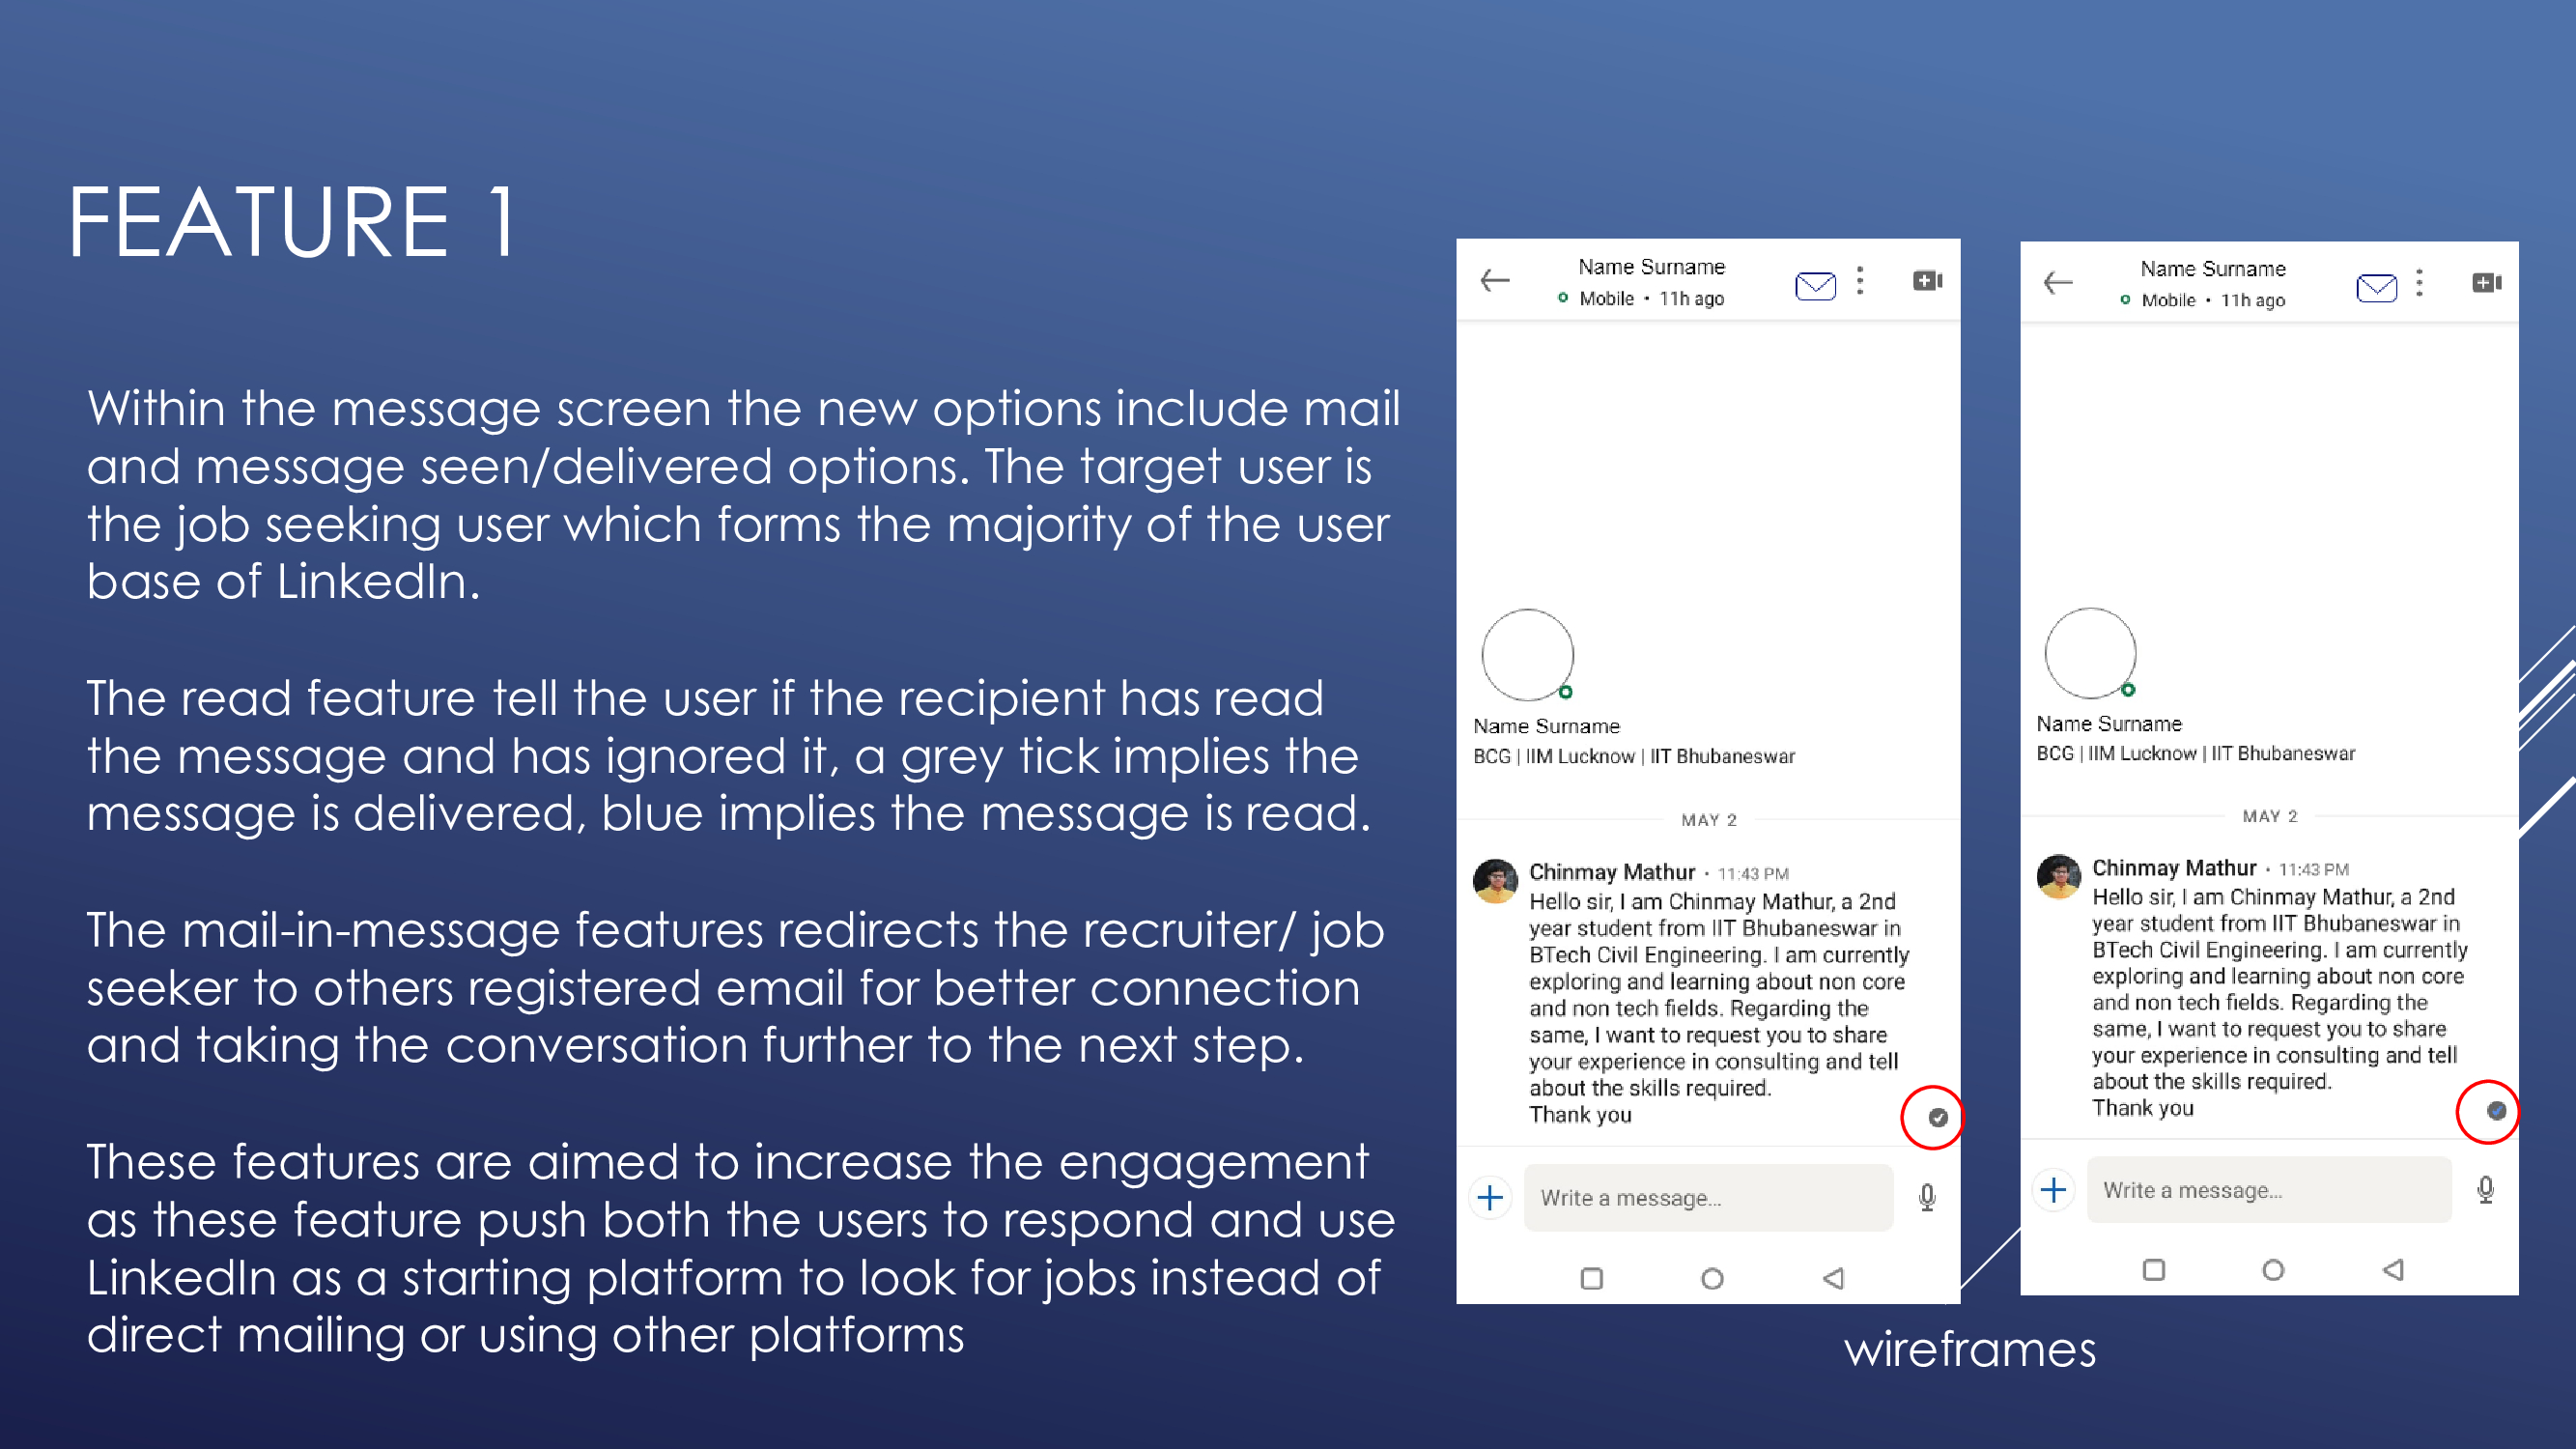 FEATURE 1
Within the message screen the new options include mail
and message seen/delivered options. The target user is
the job seeking user which forms the majority of the user
base of LinkedIn.
The read feature tell the user if the recipient has read
the message and has ignored it, a grey tick implies the
message is delivered, blue implies the message is read.
The mail-in-message features redirects the recruiter/ job
seeker to others registered email for better connection
and taking the conversation further to the next step.
These features are aimed to increase the engagement
as these feature push both the users to respond and use
LinkedIn as a starting platform to look for jobs instead of
direct mailing or using other platforms
Name Surname
Mobile • 11h ago
Name Surname
BCG | IIM Lucknow | IIT Bhubaneswar
MAY 2
Chinmay Mathur • 11:43 PM
Hello sir, I am Chinmay Mathur, a 2nd
year student from IIT Bhubaneswar in
BTech Civil Engineering. I am currently
exploring and learning about non core
and non tech fields. Regarding the
same, I want to request you to share
your experience in consulting and tell
about the skills required.
Thank you
Write a message...
Name Surname
Mobile • 11h ago
Name Surname
BCG | IIM Lucknow | IIT Bhubaneswar
MAY 2
Chinmay Mathur • 11:43 PM
Hello sir, I am Chinmay Mathur, a 2nd
year student from IIT Bhubaneswar in
BTech Civil Engineering. I am currently
exploring and learning about non core
and non tech fields. Regarding the
same, I want to request you to share
your experience in consulting and tell
about the skills required.
Thank you
Write a message...
wireframes